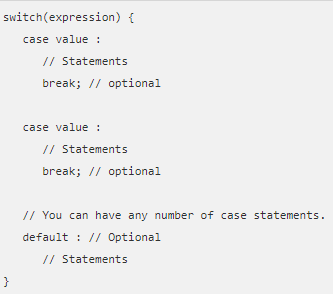 switch(expression) {
   case value :
      // Statements
      break; // optional

   case value :
      // Statements
      break; // optional

   // You can have any number of case statements.
   default : // Optional
      // Statements
}